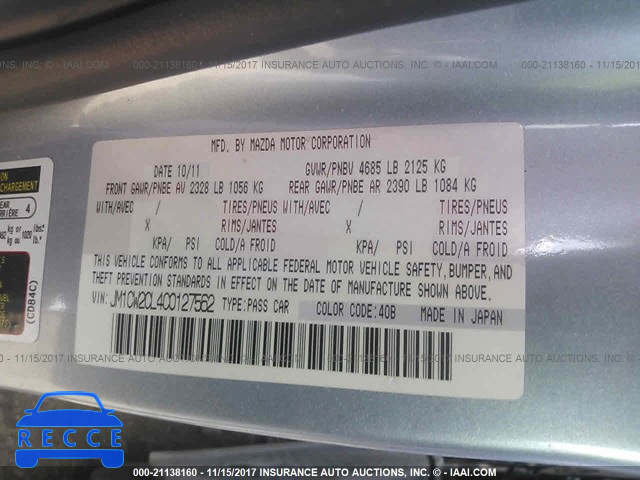 000-21138160 - 11/15/2017 INSURANCE AUTO AUCTIONS, INC. - © IAAI.COM
MFD. BY MAZDA MOTOR CORPORATION
DATE 10/11 GVWR/PNBV 4685 LB 2125 KG
FRONT GAWR/PNBE AV 2328 LB 1056 KG REAR GAWR/PNBE AR 2390 LB 1084 KG
WITH/AVEC / TIRES/PNEUS WITH/AVEC / TIRES/PNEUS
X RIMS/JANTES X RIMS/JANTES
KPA/ PSI COLD/A FROID KPA/ PSI COLD/A FROID
THIS VEHICLE CONFORMS TO ALL APPLICABLE FEDERAL MOTOR VEHICLE SAFETY, BUMPER, AND
THEFT PREVENTION STANDARDS IN EFFECT ON THE DATE OF MANUFACTURE SHOWN ABOVE.
VIN: JM1CW2CL4C0127562 TYPE:PASS CAR COLOR CODE: 40B MADE IN JAPAN
CHARGEMENT
4
(CD84C)
RECCE
000-21138160 - 11/15/2017 INSURANCE AUTO AUCTIONS, INC. - © IAAI.COM